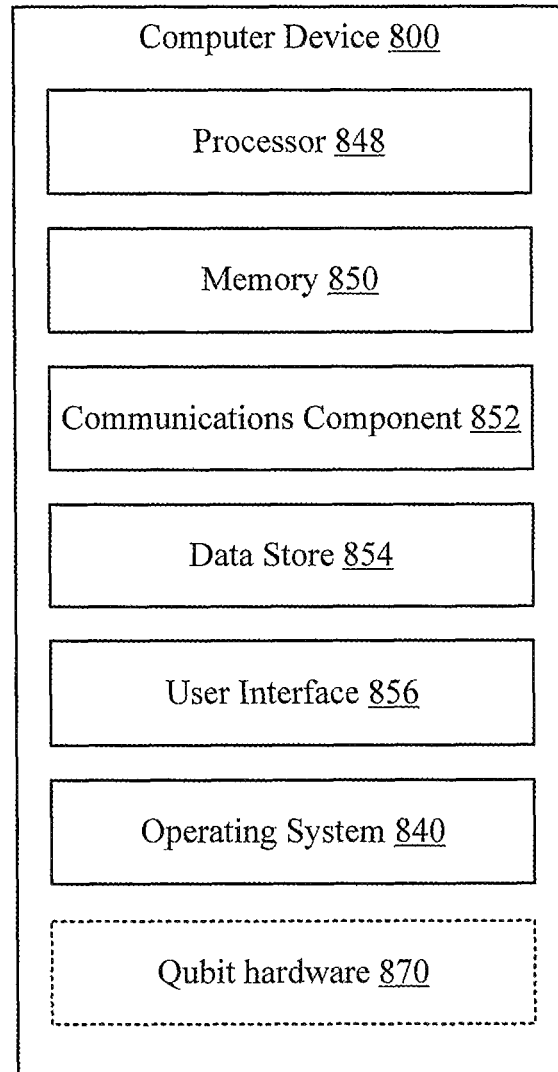 Computer Device 800
Processor 848
Memory 850
Communications Component 852
Data Store 854
User Interface 856
Operating System 840
Qubit hardware 870